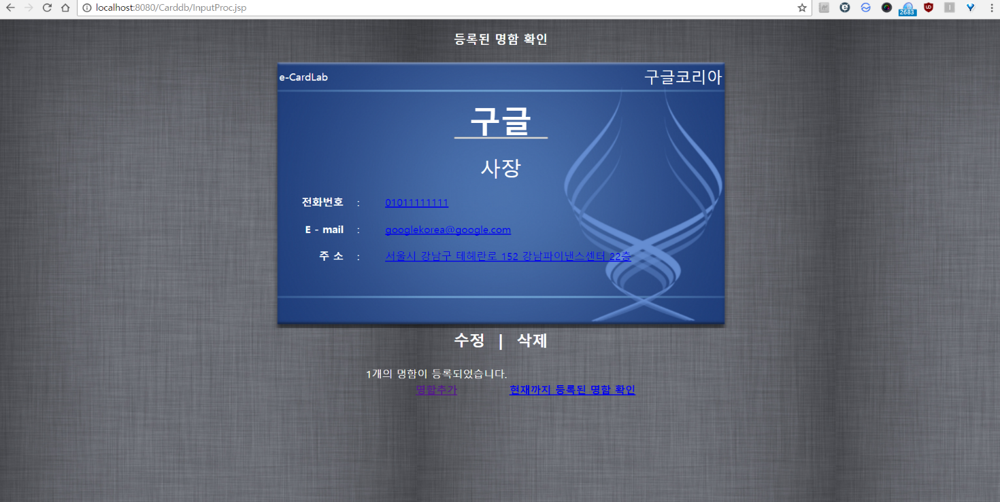 localhost:8080/Carddb/InputProc.jsp
2683
등록된 명함 확인
e-CardLab 구글코리아
구글
사장
전화번호 : 01011111111
E - mail : googlekorea@google.com
주 소 : 서울시 강남구 테헤란로 152 강남파이낸스센터 22층
수정 | 삭제
1개의 명함이 등록되었습니다.
명함추가 현재까지 등록된 명함 확인